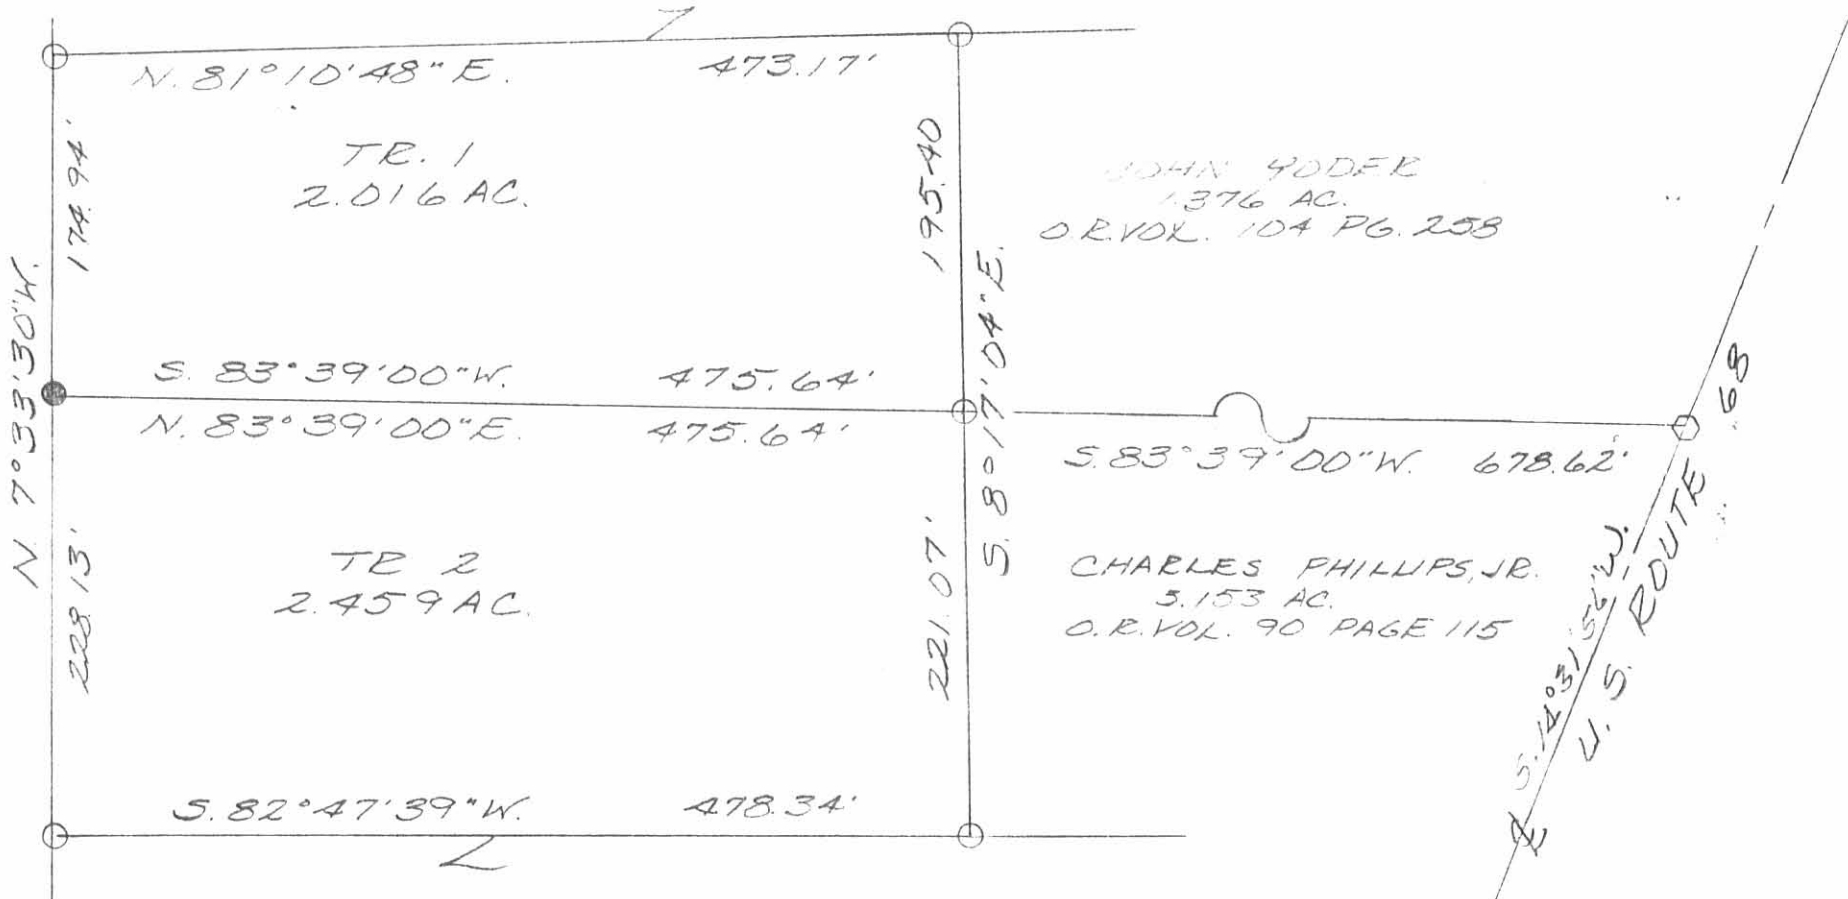 N. 81°10'48" E. 473.17'
174.94'
TR. 1
2.016 AC.
195.40
JOHN YODER
1.376 AC.
O.R. VOL. 104 PG. 258
N 7°33'30" W.
S. 83°39'00" W. 475.64'
N. 83°39'00" E. 475.64'
S. 8°17'04" E.
S. 83°39'00" W. 678.62'
228.13'
TR 2
2.459 AC.
221.07'
CHARLES PHILLIPS, JR.
5.153 AC.
O.R. VOL. 90 PAGE 115
S. 14°31'56" W.
U.S. ROUTE 68
S. 82°47'39" W. 478.34'